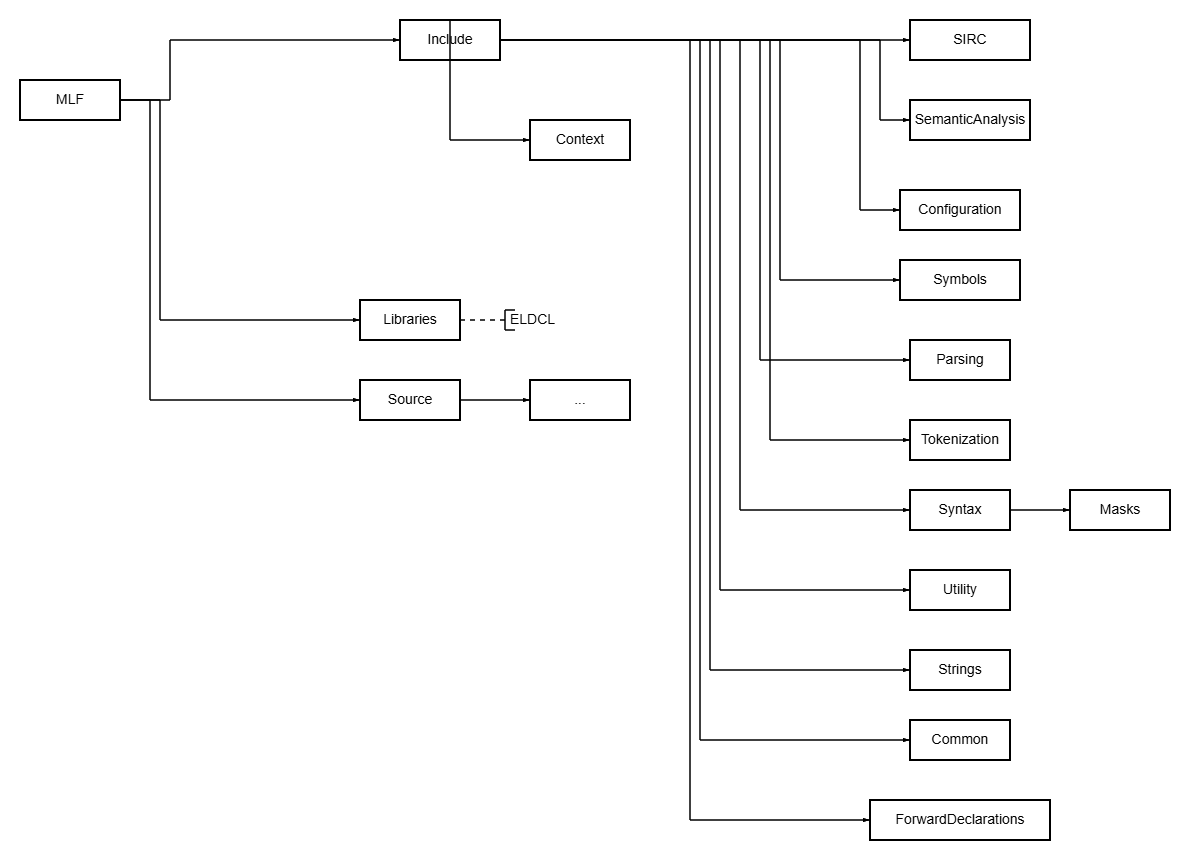 Include
SIRC
MLF
SemanticAnalysis
Context
Configuration
Symbols
Libraries
ELDCL
Parsing
Source
...
Tokenization
Syntax
Masks
Utility
Strings
Common
ForwardDeclarations